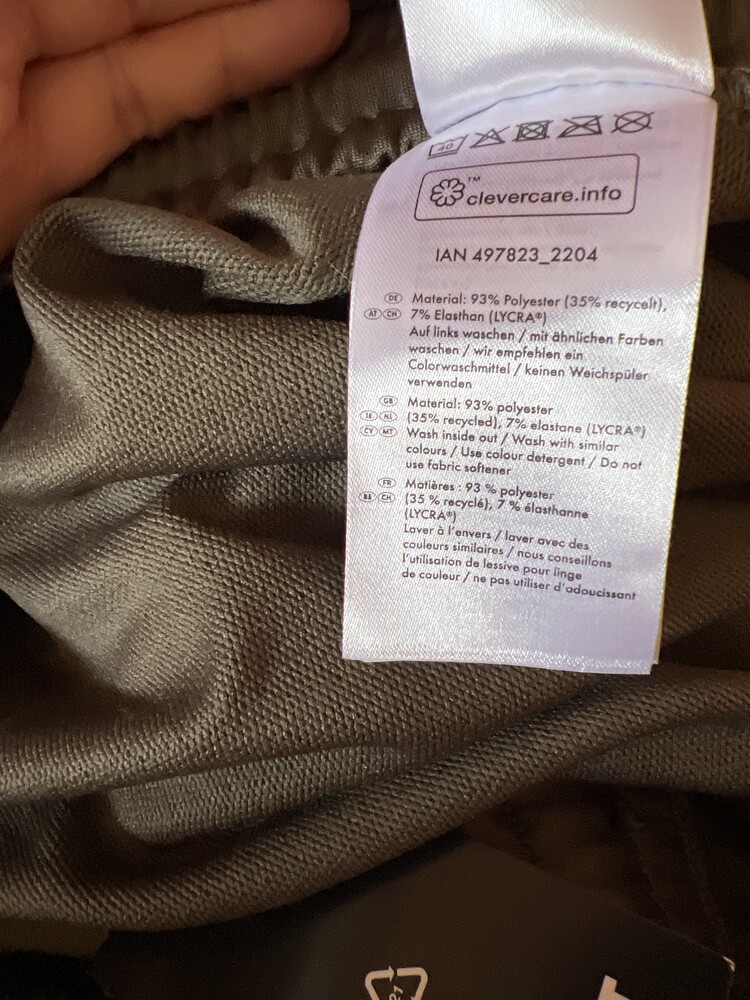 40
™
clevercare.info
IAN 497823_2204
DE Material: 93% Polyester (35% recycelt),
AT CH 7% Elasthan (LYCRA®)
Auf links waschen / mit ähnlichen Farben
waschen / wir empfehlen ein
Colorwaschmittel / keinen Weichspüler
verwenden
GB Material: 93% polyester
IE NI (35% recycled), 7% elastane (LYCRA®)
CY MT Wash inside out / Wash with similar
colours / Use colour detergent / Do not
use fabric softener
FR Matières : 93 % polyester
BE CH (35 % recyclé), 7 % élasthanne
(LYCRA®)
Laver à l'envers / laver avec des
couleurs similaires / nous conseillons
l'utilisation de lessive pour linge
de couleur / ne pas utiliser d'adoucissant
21